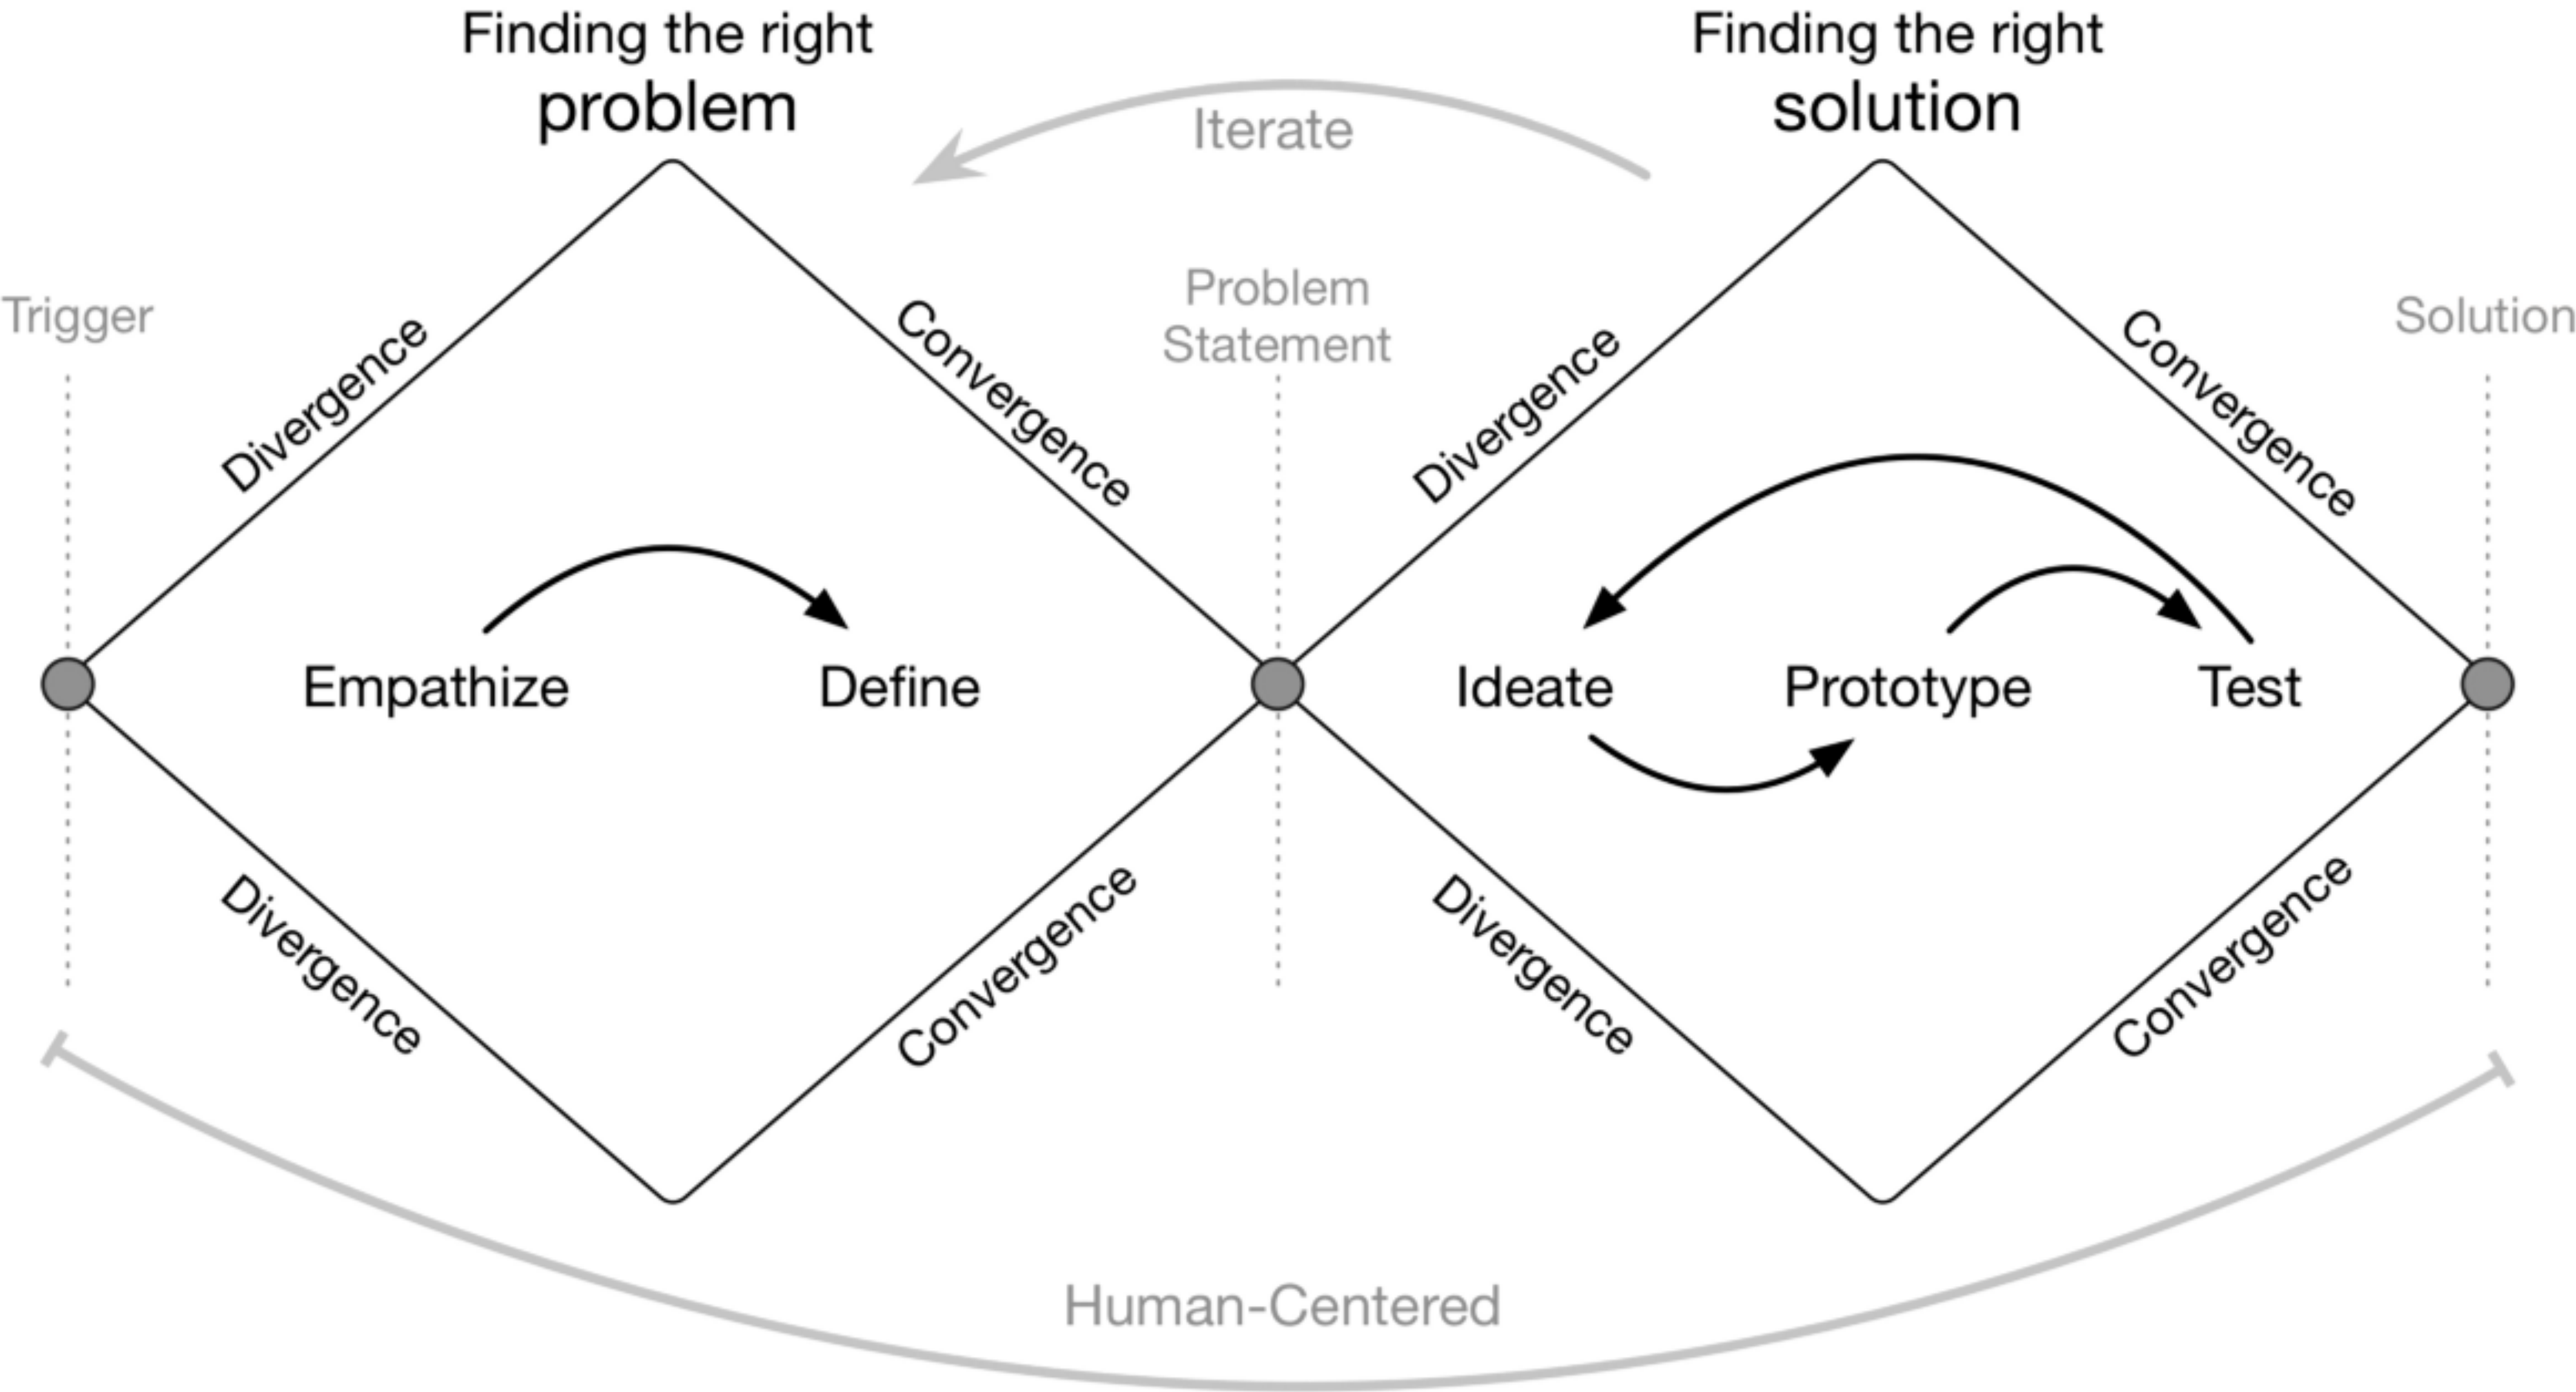 Finding the right
problem
Finding the right
solution
Iterate
Trigger
Problem
Statement
Solution
Divergence
Convergence
Divergence
Convergence
Empathize
Define
Ideate
Prototype
Test
Divergence
Convergence
Divergence
Convergence
Human-Centered